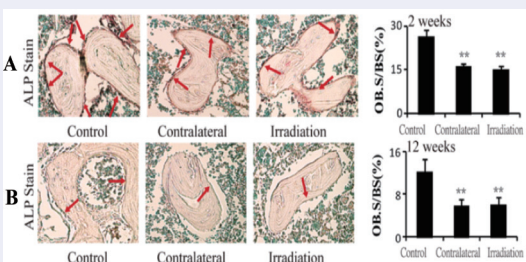 A
ALP Stain
Control
Contralateral
Irradiation
OB.S/BS(%)
30
15
0
2 weeks
**
**
Control
Contralateral
Irradiation
B
ALP Stain
Control
Contralateral
Irradiation
OB.S/BS(%)
16
8
0
12 weeks
**
**
Control
Contralateral
Irradiation